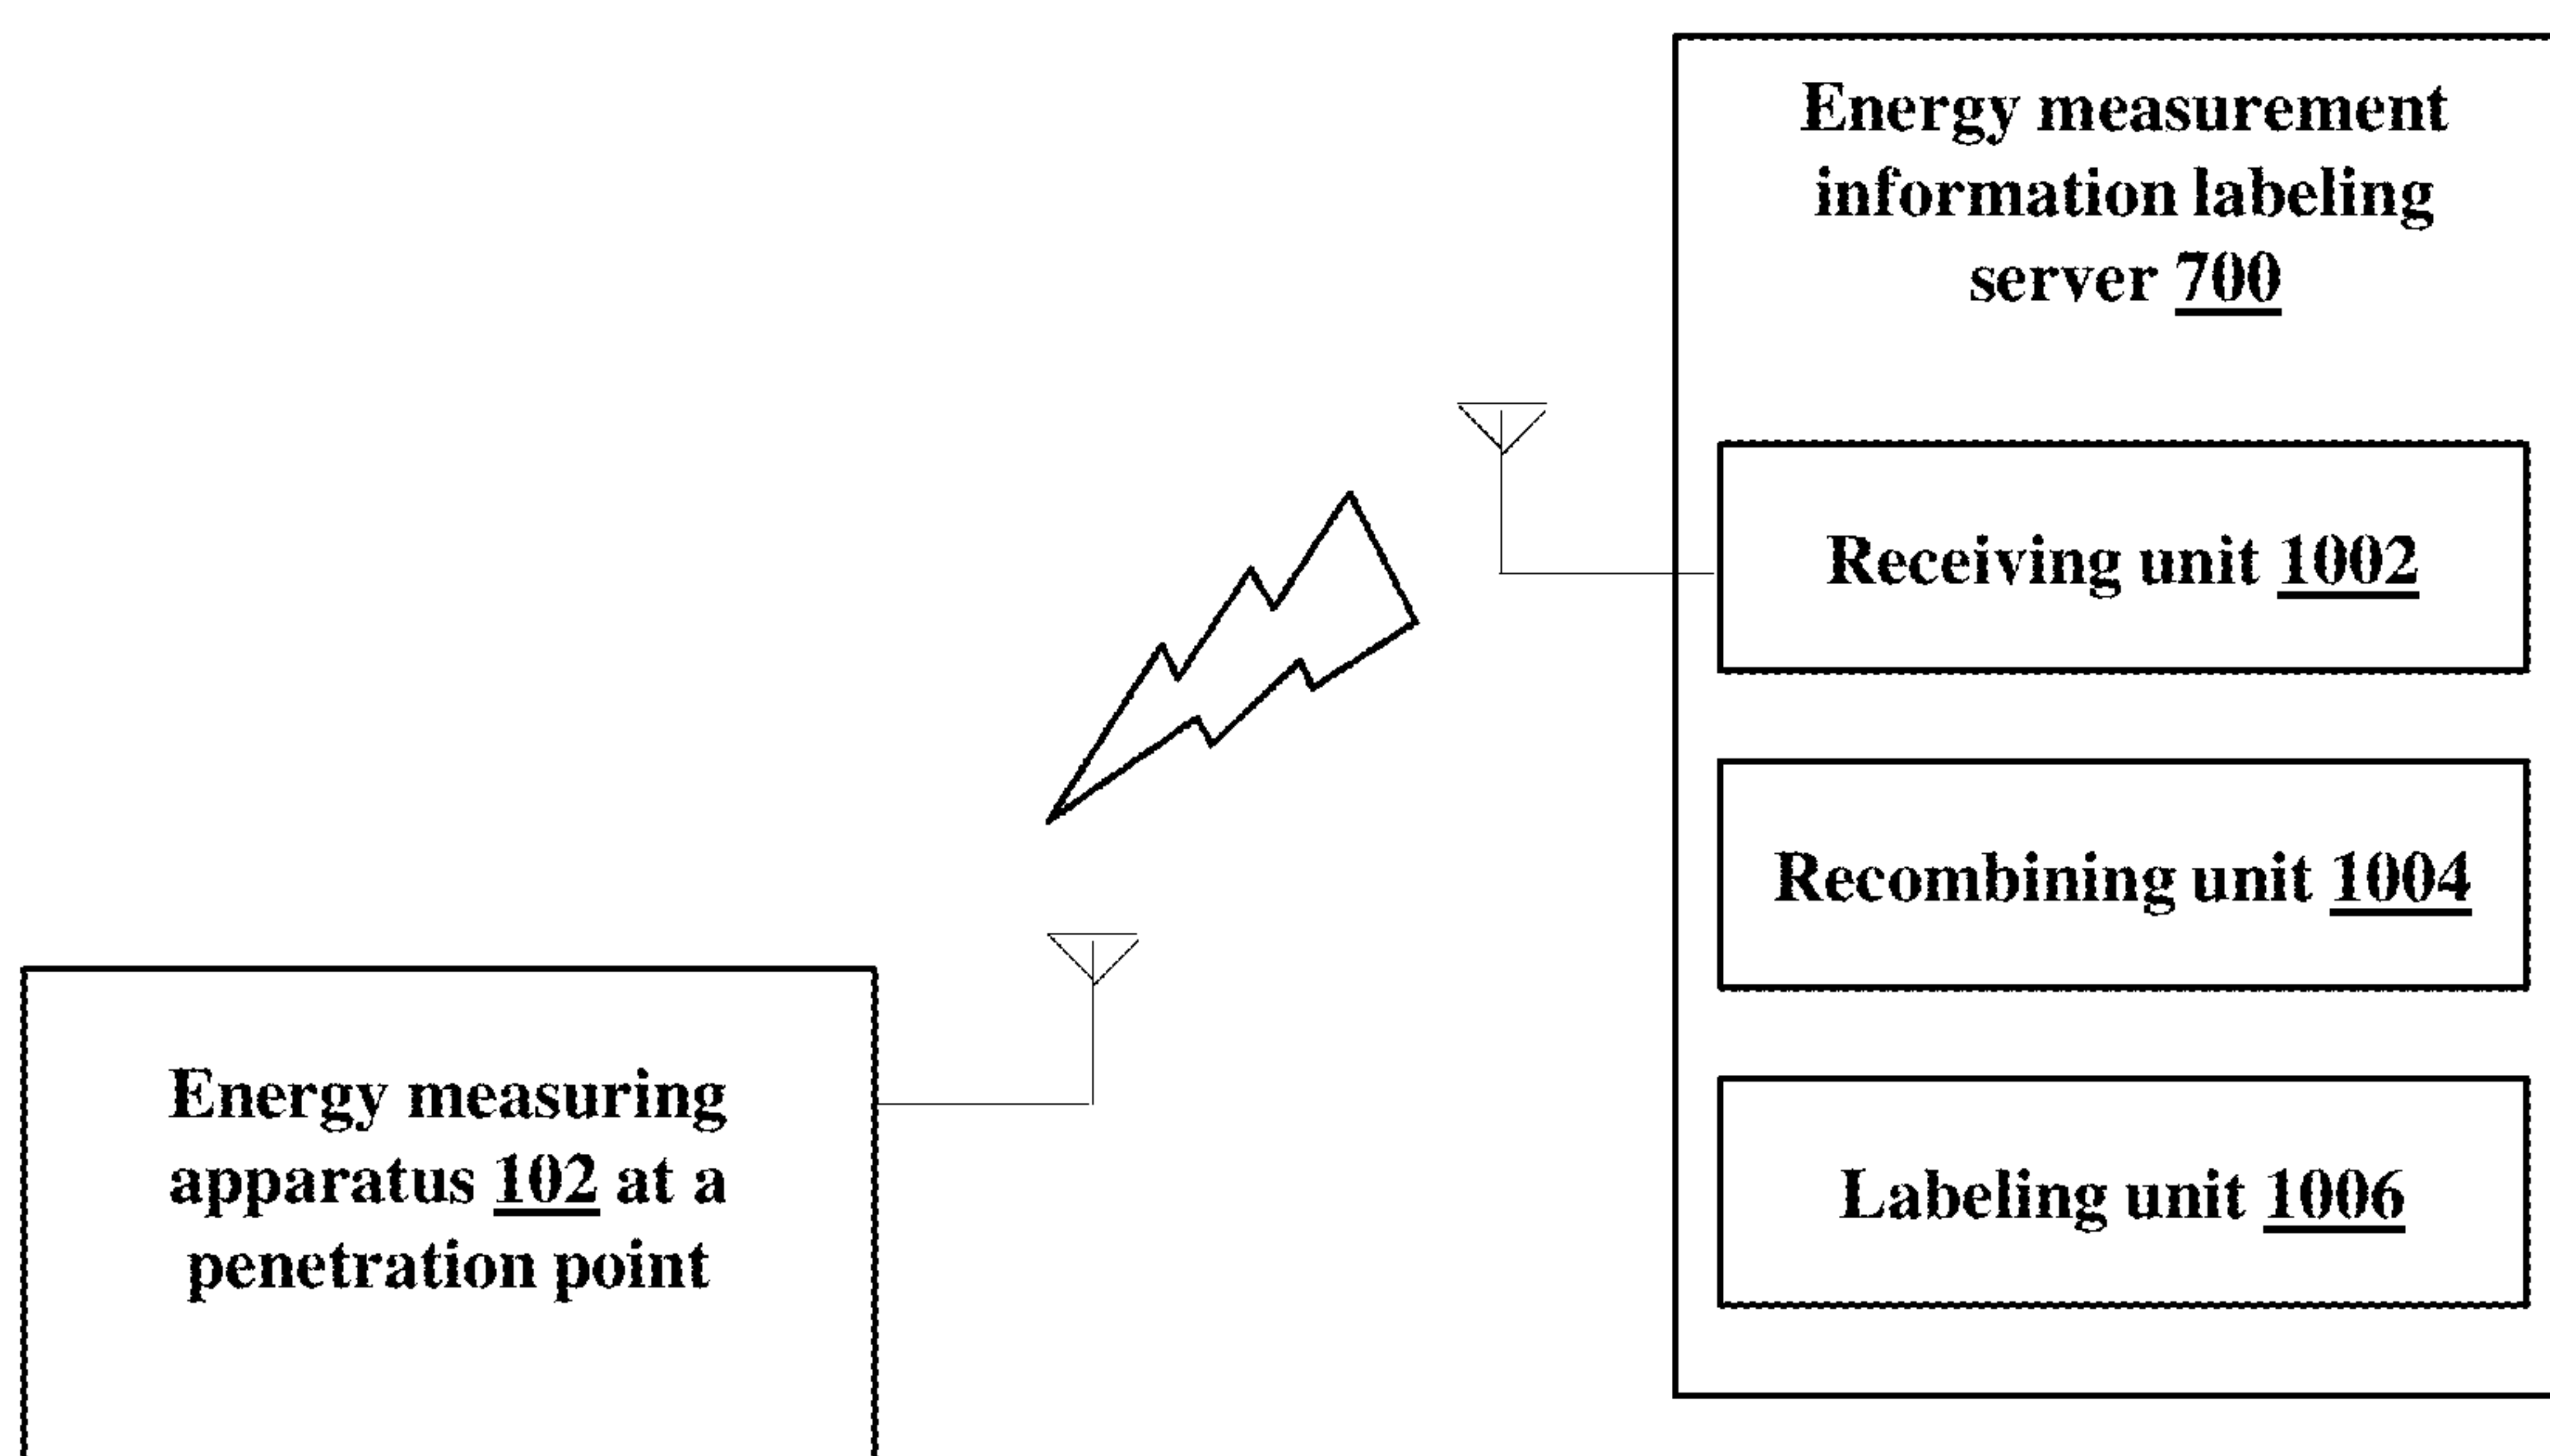 Energy measurement
information labeling
server 700
Receiving unit 1002
Recombining unit 1004
Labeling unit 1006
Energy measuring
apparatus 102 at a
penetration point